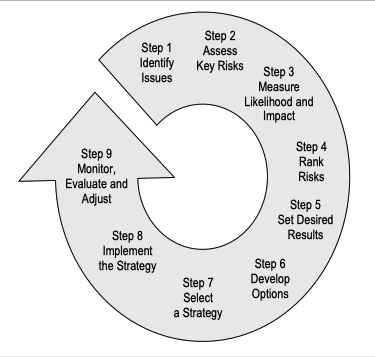 Step 1
Identify
Issues
Step 2
Assess
Key Risks
Step 3
Measure
Likelihood and
Impact
Step 4
Rank
Risks
Step 5
Set Desired
Results
Step 6
Develop
Options
Step 7
Select
a Strategy
Step 8
Implement
the Strategy
Step 9
Monitor,
Evaluate and
Adjust